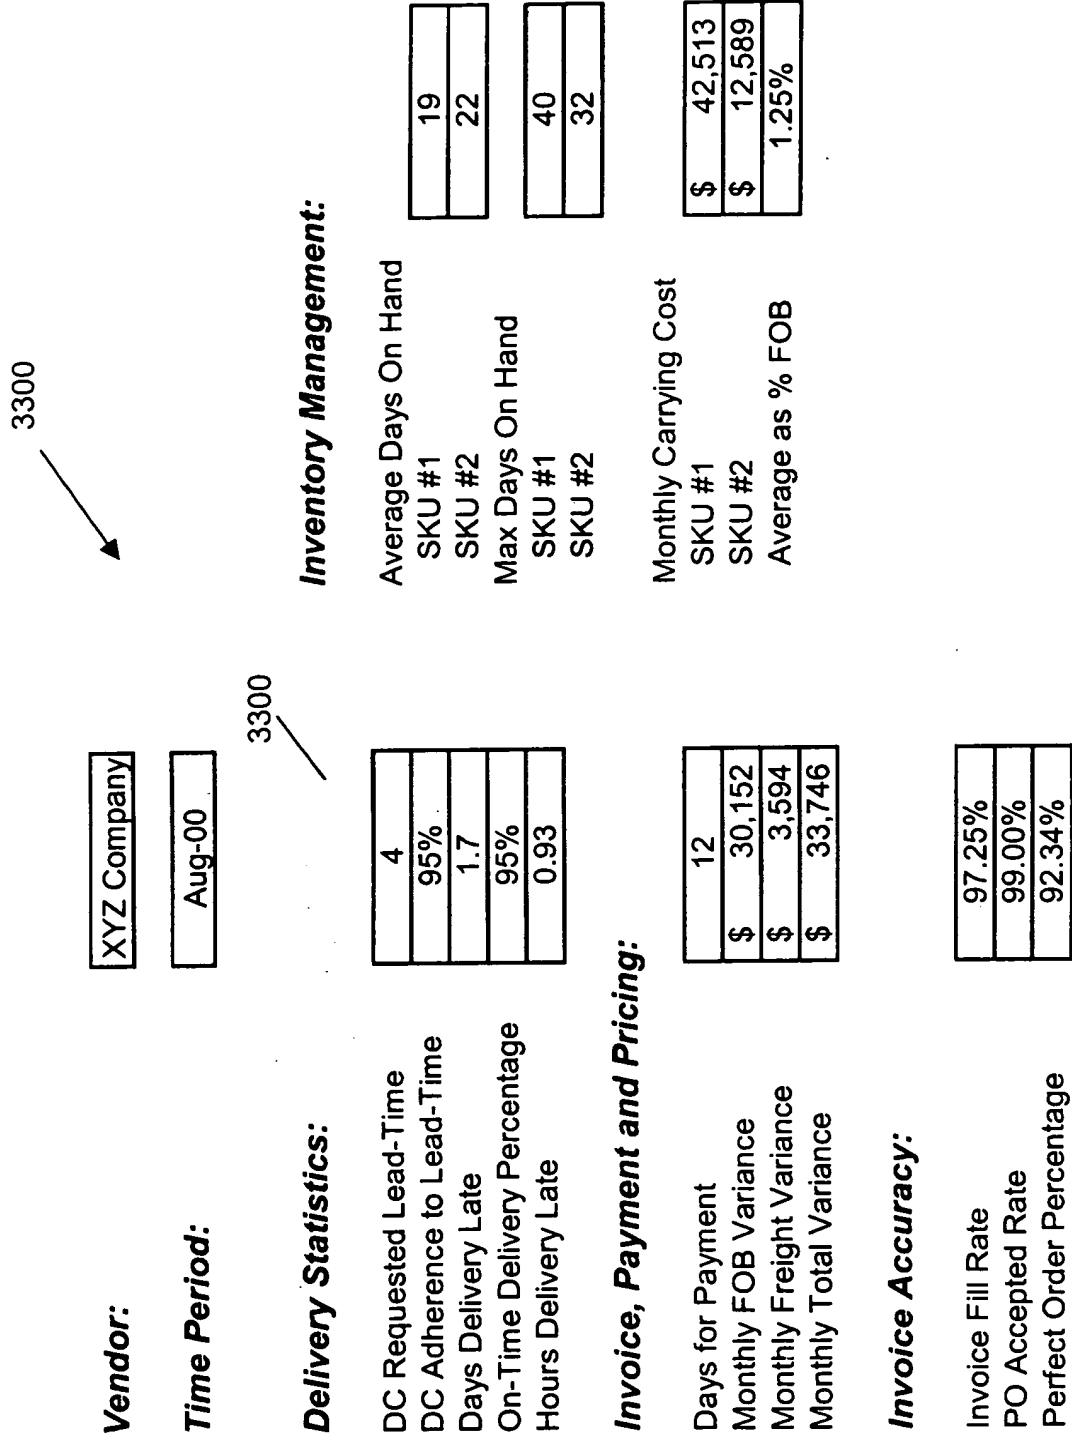 3300
Vendor: XYZ Company
Time Period: Aug-00
3300
Delivery Statistics:
DC Requested Lead-Time 4
DC Adherence to Lead-Time 95%
Days Delivery Late 1.7
On-Time Delivery Percentage 95%
Hours Delivery Late 0.93
Invoice, Payment and Pricing:
Days for Payment 12
Monthly FOB Variance $ 30,152
Monthly Freight Variance $ 3,594
Monthly Total Variance $ 33,746
Invoice Accuracy:
Invoice Fill Rate 97.25%
PO Accepted Rate 99.00%
Perfect Order Percentage 92.34%
Inventory Management:
Average Days On Hand
SKU #1 19
SKU #2 22
Max Days On Hand
SKU #1 40
SKU #2 32
Monthly Carrying Cost
SKU #1 $ 42,513
SKU #2 $ 12,589
Average as % FOB 1.25%